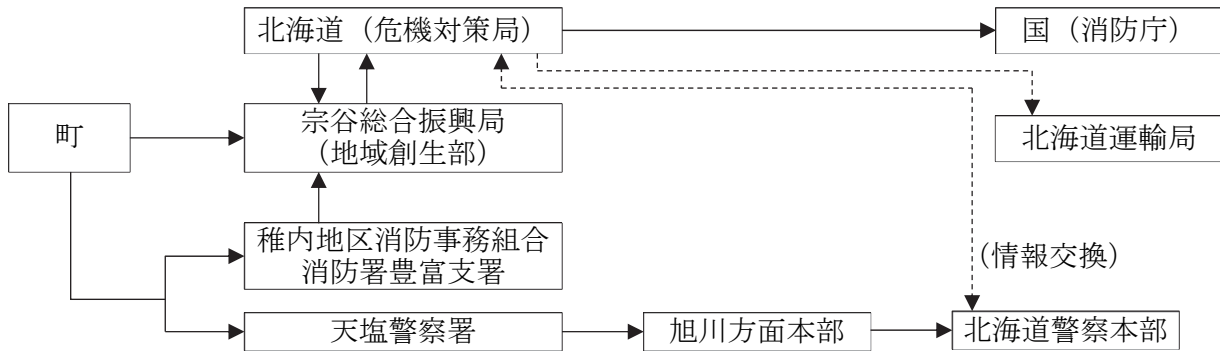 北海道（危機対策局）
国（消防庁）
町
宗谷総合振興局
（地域創生部）
北海道運輸局
稚内地区消防事務組合
消防署豊富支署
（情報交換）
天塩警察署
旭川方面本部
北海道警察本部